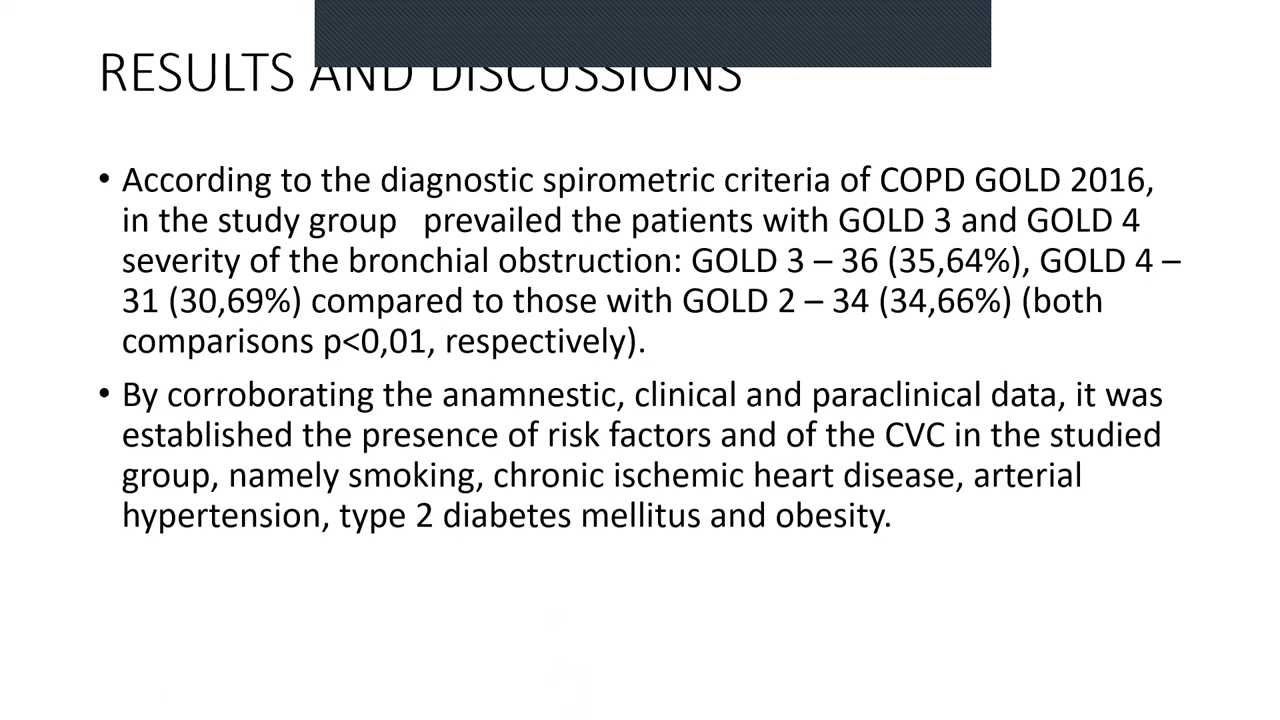 RESULTS AND DISCUSSIONS
• According to the diagnostic spirometric criteria of COPD GOLD 2016,
in the study group   prevailed the patients with GOLD 3 and GOLD 4
severity of the bronchial obstruction: GOLD 3 – 36 (35,64%), GOLD 4 –
31 (30,69%) compared to those with GOLD 2 – 34 (34,66%) (both
comparisons p<0,01, respectively).
• By corroborating the anamnestic, clinical and paraclinical data, it was
established the presence of risk factors and of the CVC in the studied
group, namely smoking, chronic ischemic heart disease, arterial
hypertension, type 2 diabetes mellitus and obesity.